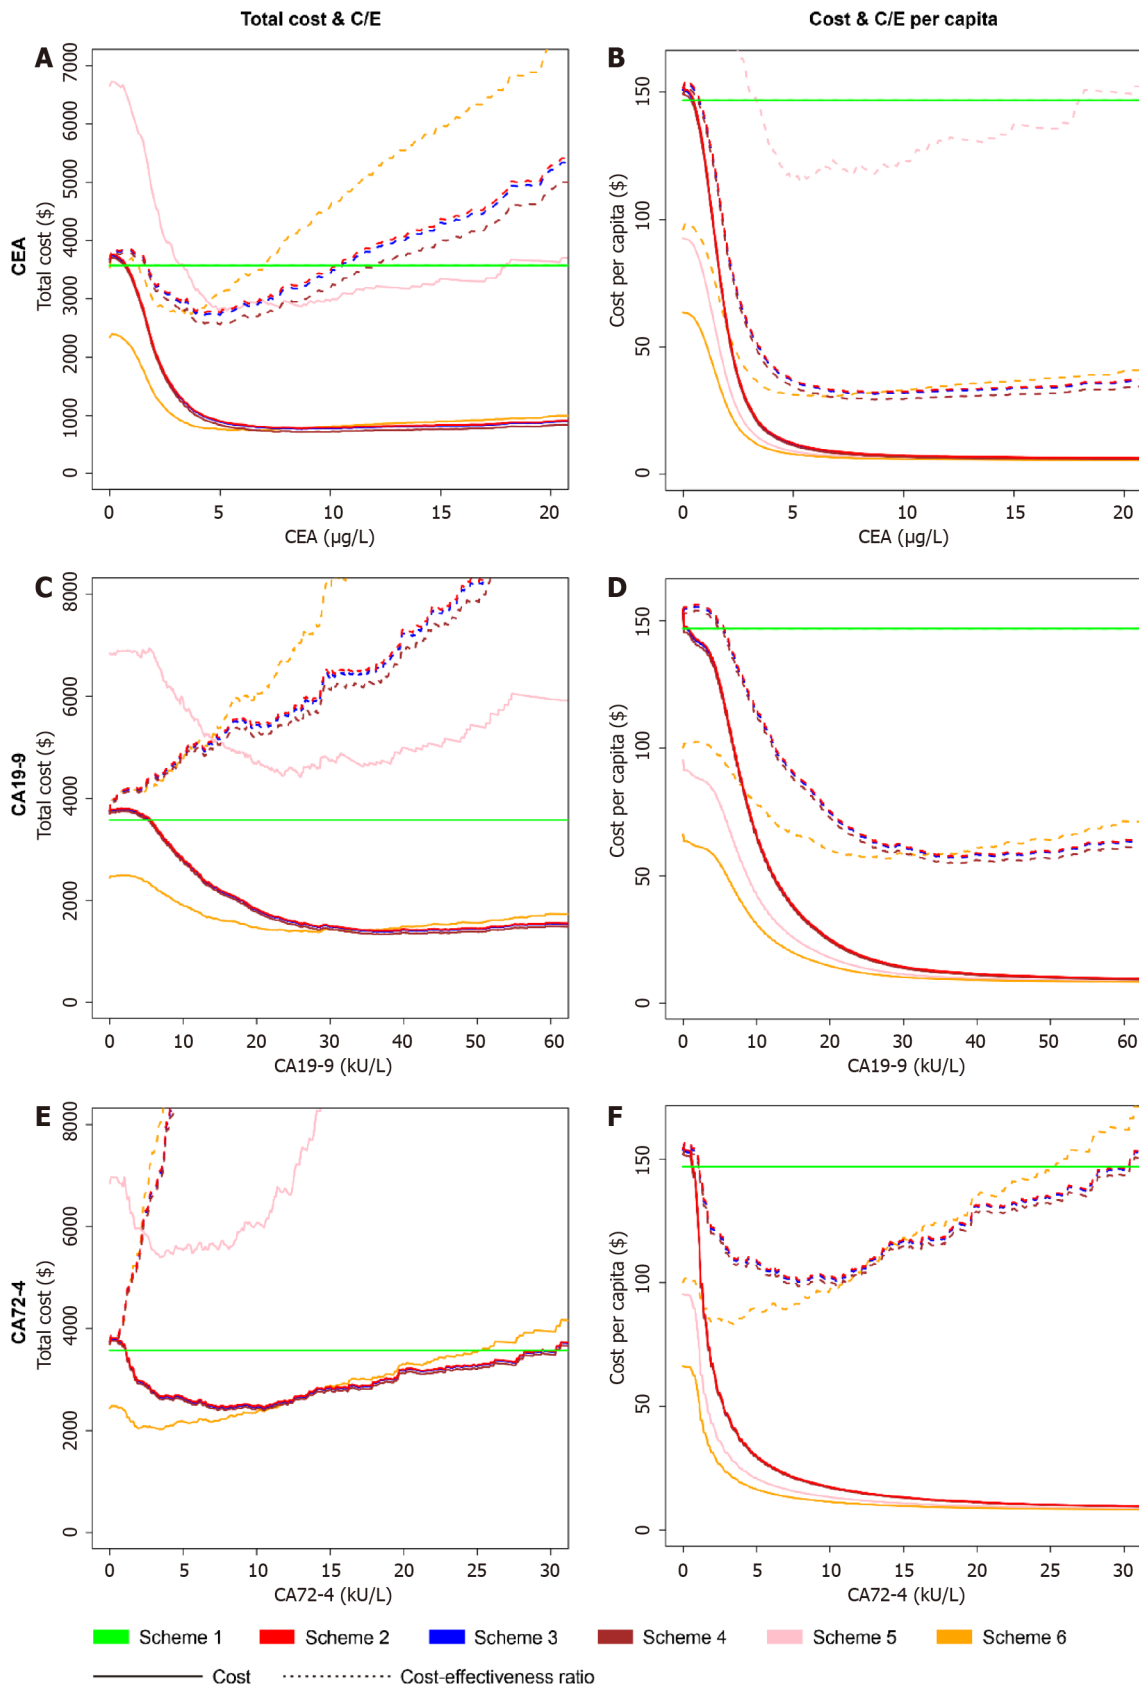 Total cost & C/E
Cost & C/E per capita
A
CEA
Total cost ($)
0 1000 2000 3000 4000 5000 6000 7000
0 5 10 15 20
CEA (μg/L)
B
Cost per capita ($)
0 50 100 150
0 5 10 15 20
CEA (μg/L)
C
CA19-9
Total cost ($)
0 2000 4000 6000 8000
0 10 20 30 40 50 60
CA19-9 (kU/L)
D
Cost per capita ($)
0 50 100 150
0 10 20 30 40 50 60
CA19-9 (kU/L)
E
CA72-4
Total cost ($)
0 2000 4000 6000 8000
0 5 10 15 20 25 30
CA72-4 (kU/L)
F
Cost per capita ($)
0 50 100 150
0 5 10 15 20 25 30
CA72-4 (kU/L)
Scheme 1 Scheme 2 Scheme 3 Scheme 4 Scheme 5 Scheme 6
Cost Cost-effectiveness ratio